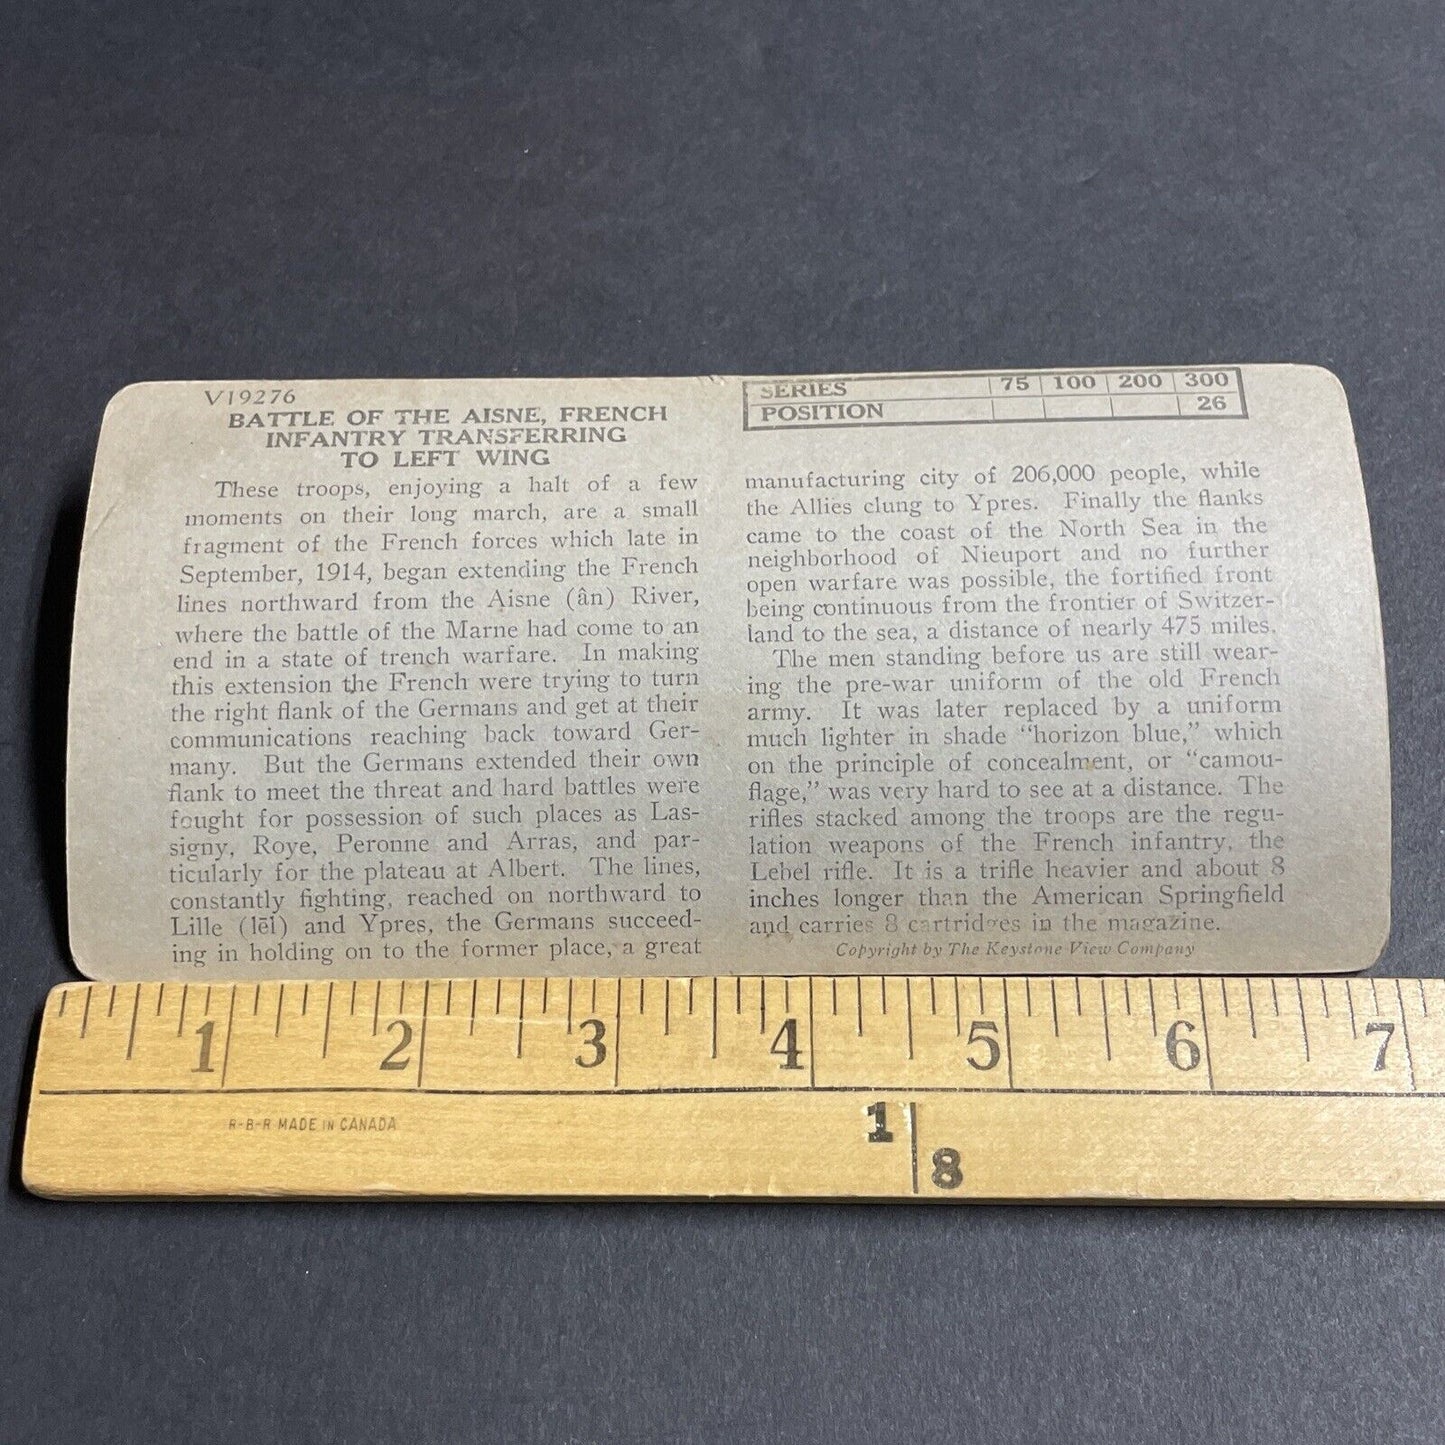 V19276
BATTLE OF THE AISNE, FRENCH
INFANTRY TRANSFERRING
TO LEFT WING
These troops, enjoying a halt of a few
moments on their long march, are a small
fragment of the French forces which late in
September, 1914, began extending the French
lines northward from the Aisne (ân) River,
where the battle of the Marne had come to an
end in a state of trench warfare. In making
this extension the French were trying to turn
the right flank of the Germans and get at their
communications reaching back toward Ger-
many. But the Germans extended their own
flank to meet the threat and hard battles were
fought for possession of such places as Las-
signy, Roye, Peronne and Arras, and par-
ticularly for the plateau at Albert. The lines,
constantly fighting, reached on northward to
Lille (lēl) and Ypres, the Germans succeed-
ing in holding on to the former place, a great
SERIES 75 100 200 300
POSITION 26
manufacturing city of 206,000 people, while
the Allies clung to Ypres. Finally the flanks
came to the coast of the North Sea in the
neighborhood of Nieuport and no further
open warfare was possible, the fortified front
being continuous from the frontier of Switzer-
land to the sea, a distance of nearly 475 miles.
The men standing before us are still wear-
ing the pre-war uniform of the old French
army. It was later replaced by a uniform
much lighter in shade "horizon blue," which
on the principle of concealment, or "camou-
flage," was very hard to see at a distance. The
rifles stacked among the troops are the regu-
lation weapons of the French infantry, the
Lebel rifle. It is a trifle heavier and about 8
inches longer than the American Springfield
and carries 8 cartridges in the magazine.
Copyright by The Keystone View Company
1 2 3 4 5 6 7
R-B-R MADE IN CANADA
1
8